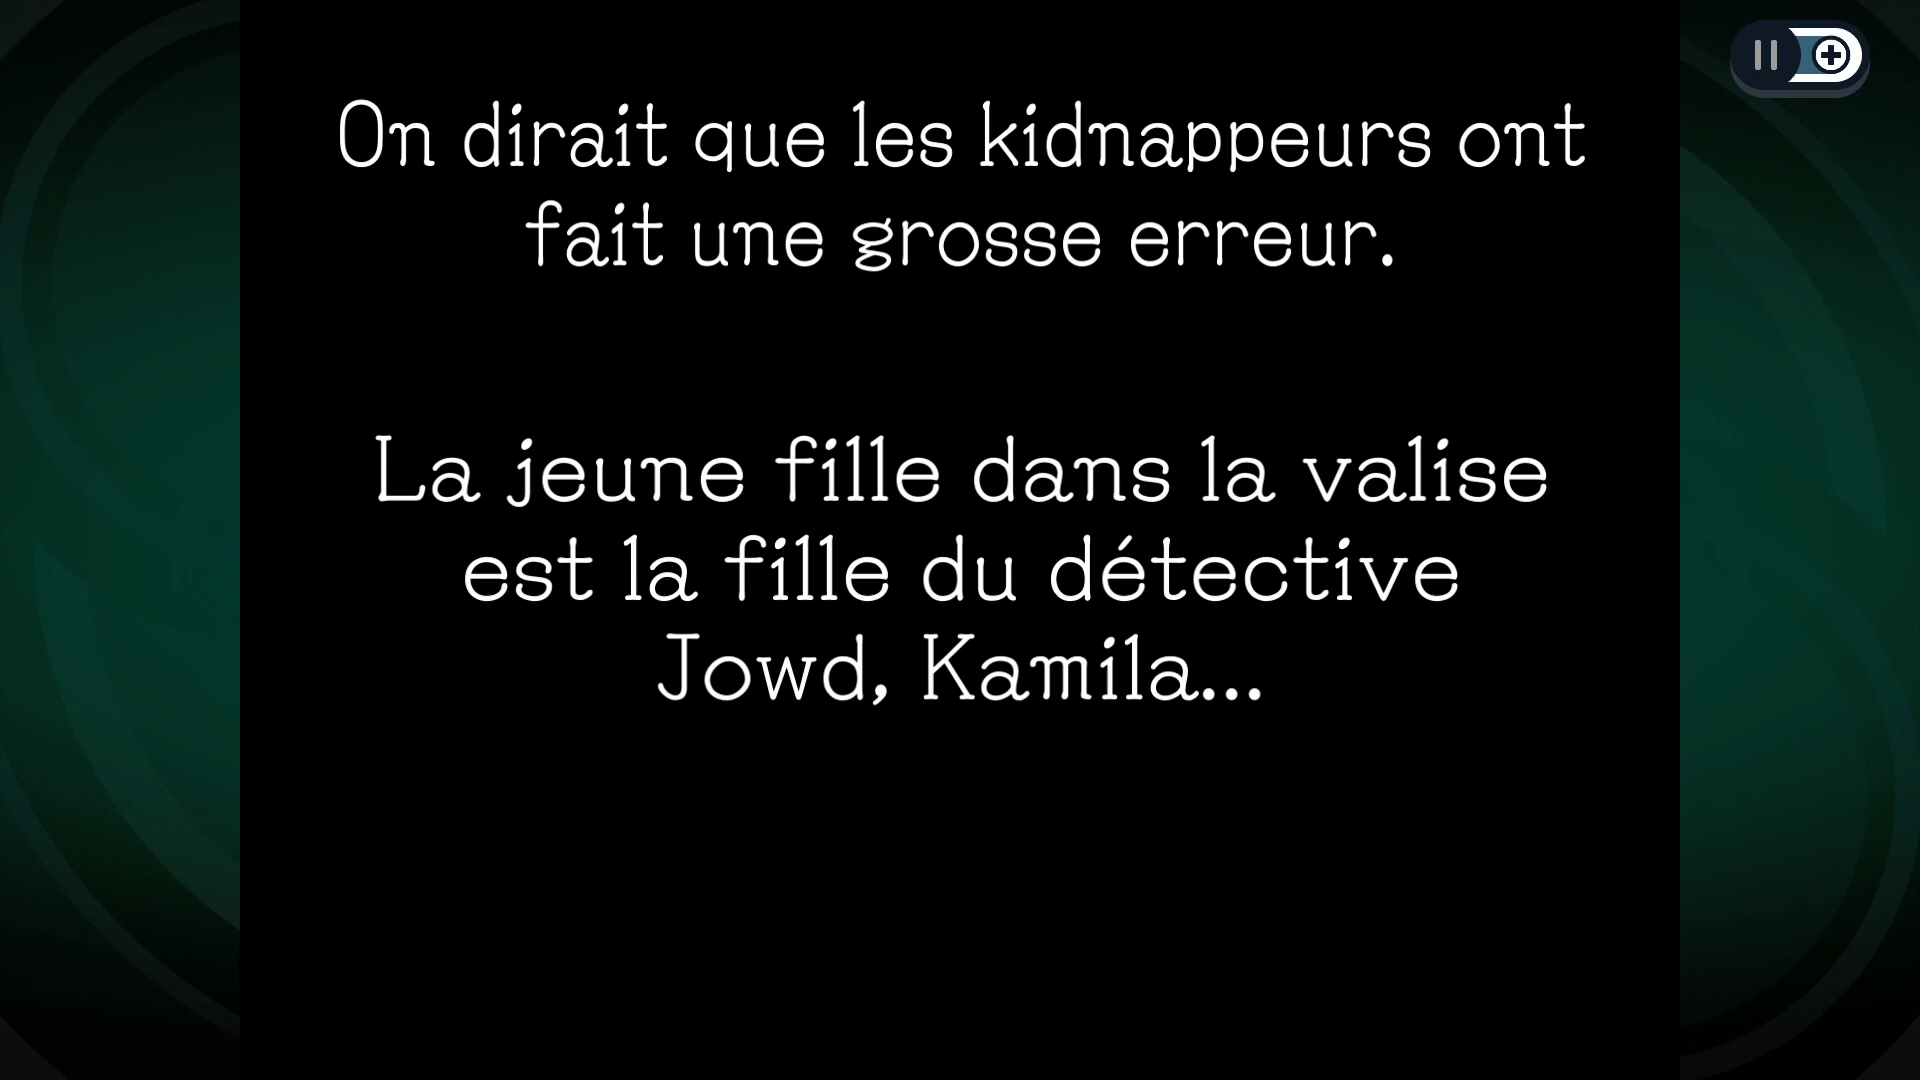 On dirait que les kidnappeurs ont
fait une grosse erreur.
La jeune fille dans la valise
est la fille du détective
Jowd, Kamila...